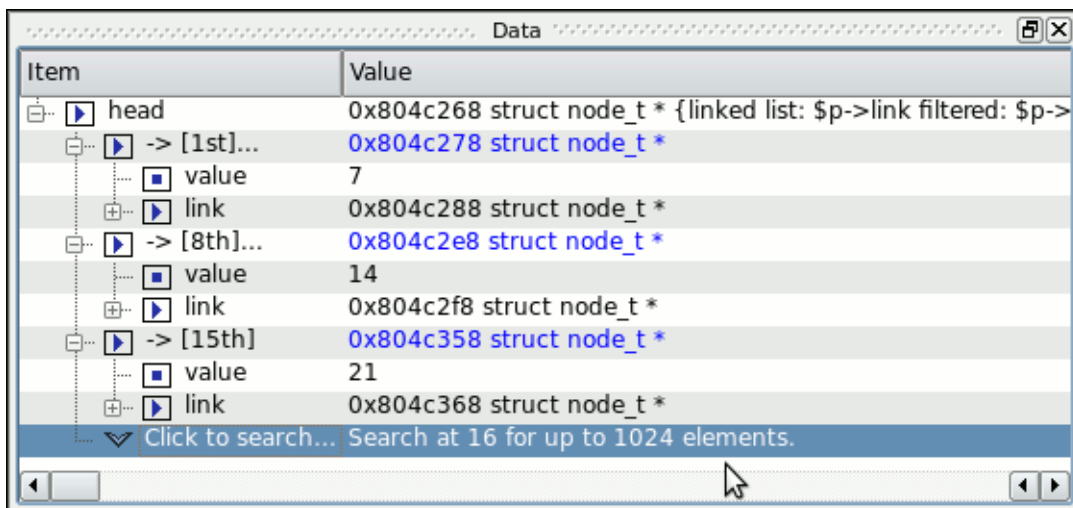 Data
Item Value
head 0x804c268 struct node_t * {linked list: $p->link filtered: $p->
-> [1st]... 0x804c278 struct node_t *
value 7
link 0x804c288 struct node_t *
-> [8th]... 0x804c2e8 struct node_t *
value 14
link 0x804c2f8 struct node_t *
-> [15th] 0x804c358 struct node_t *
value 21
link 0x804c368 struct node_t *
Click to search... Search at 16 for up to 1024 elements.